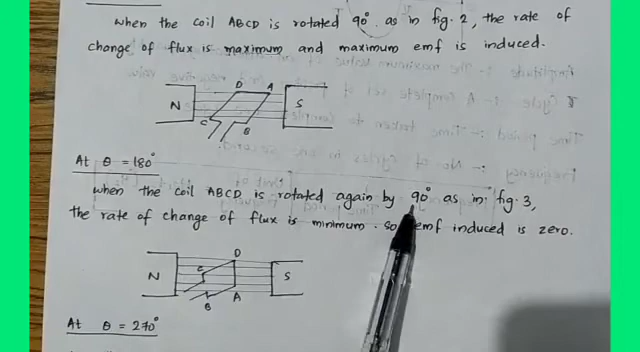 when the coil ABCD is rotated 90° as in fig. 2, the rate of
change of flux is maximum and maximum emf is induced.
D A
N S
C B
At θ = 180°
when the coil ABCD is rotated again by 90° as in fig. 3,
the rate of change of flux is minimum. so emf induced is zero.
D
N C S
A
B
At θ = 270°